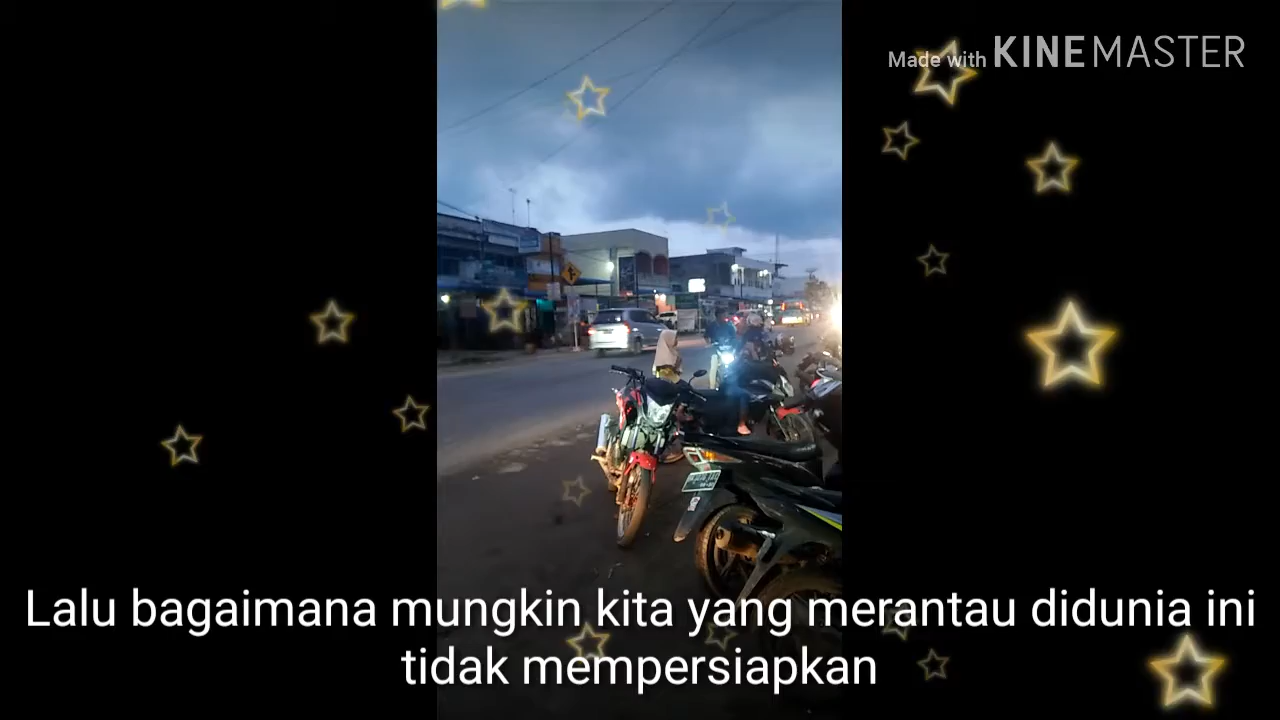 Made with KINEMASTER
Lalu bagaimana mungkin kita yang merantau didunia ini
tidak mempersiapkan